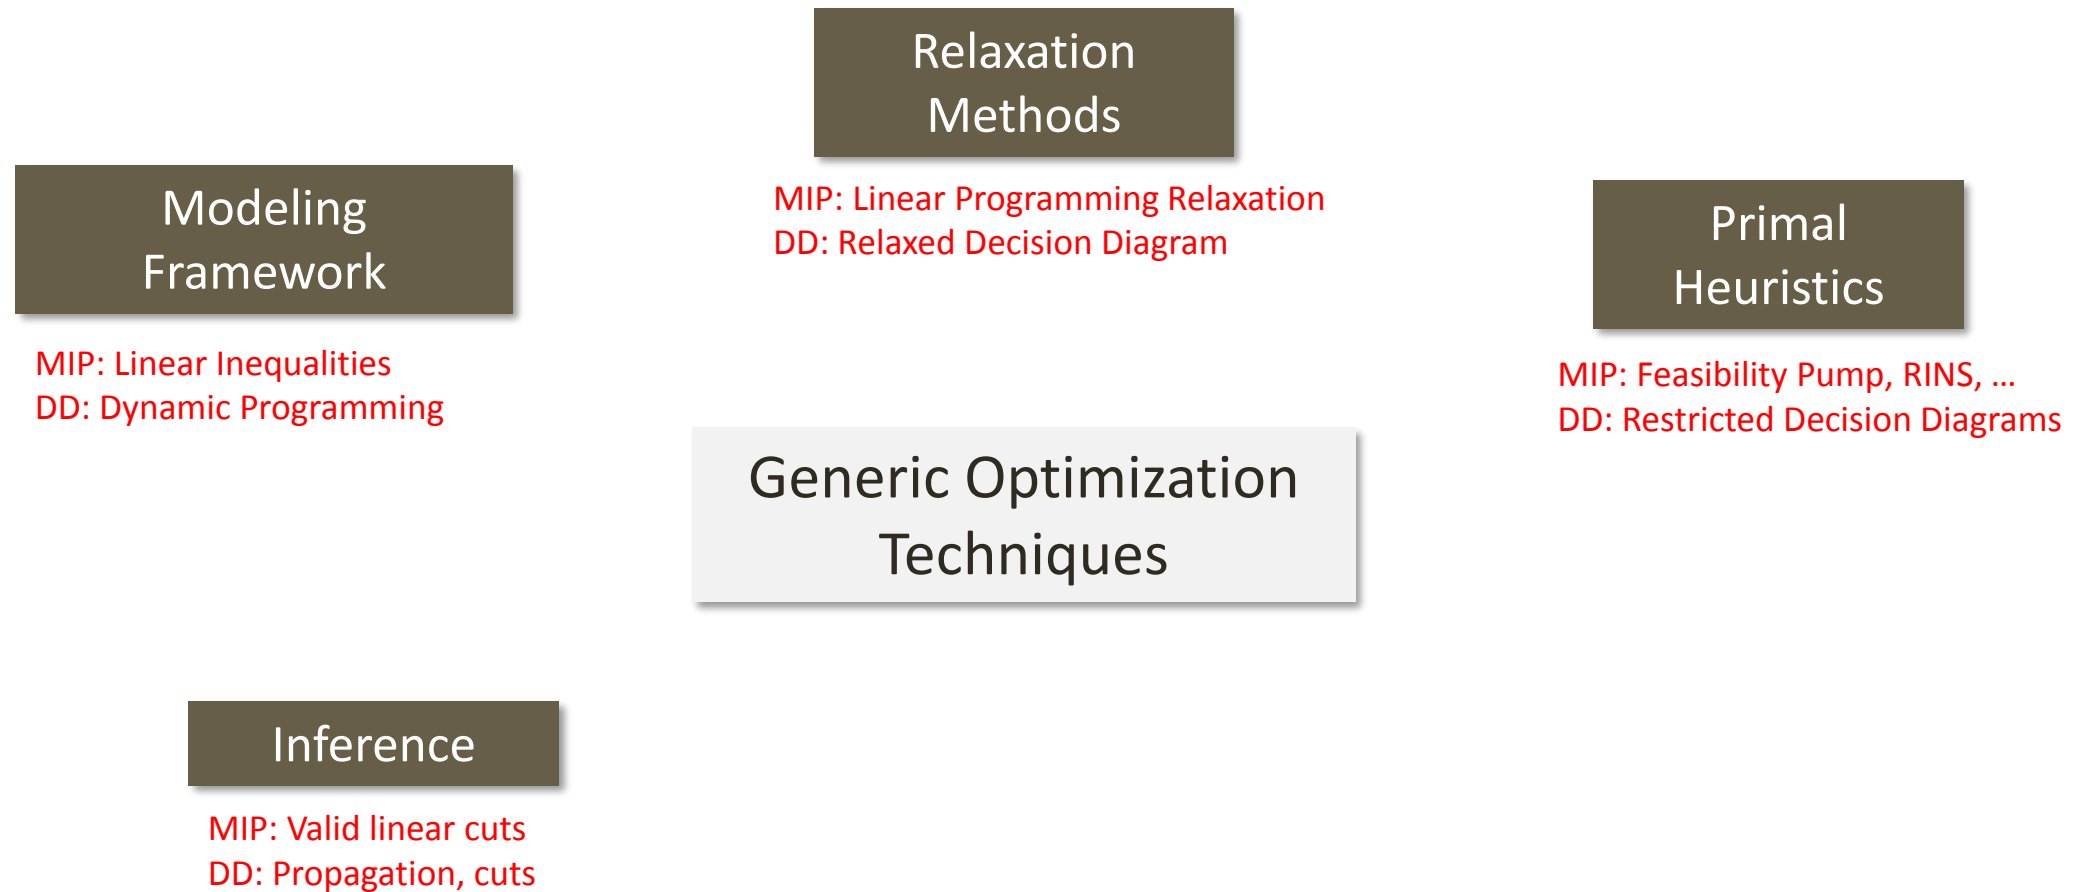 Relaxation
Methods
MIP: Linear Programming Relaxation
DD: Relaxed Decision Diagram
Modeling
Framework
MIP: Linear Inequalities
DD: Dynamic Programming
Primal
Heuristics
MIP: Feasibility Pump, RINS, …
DD: Restricted Decision Diagrams
Generic Optimization
Techniques
Inference
MIP: Valid linear cuts
DD: Propagation, cuts